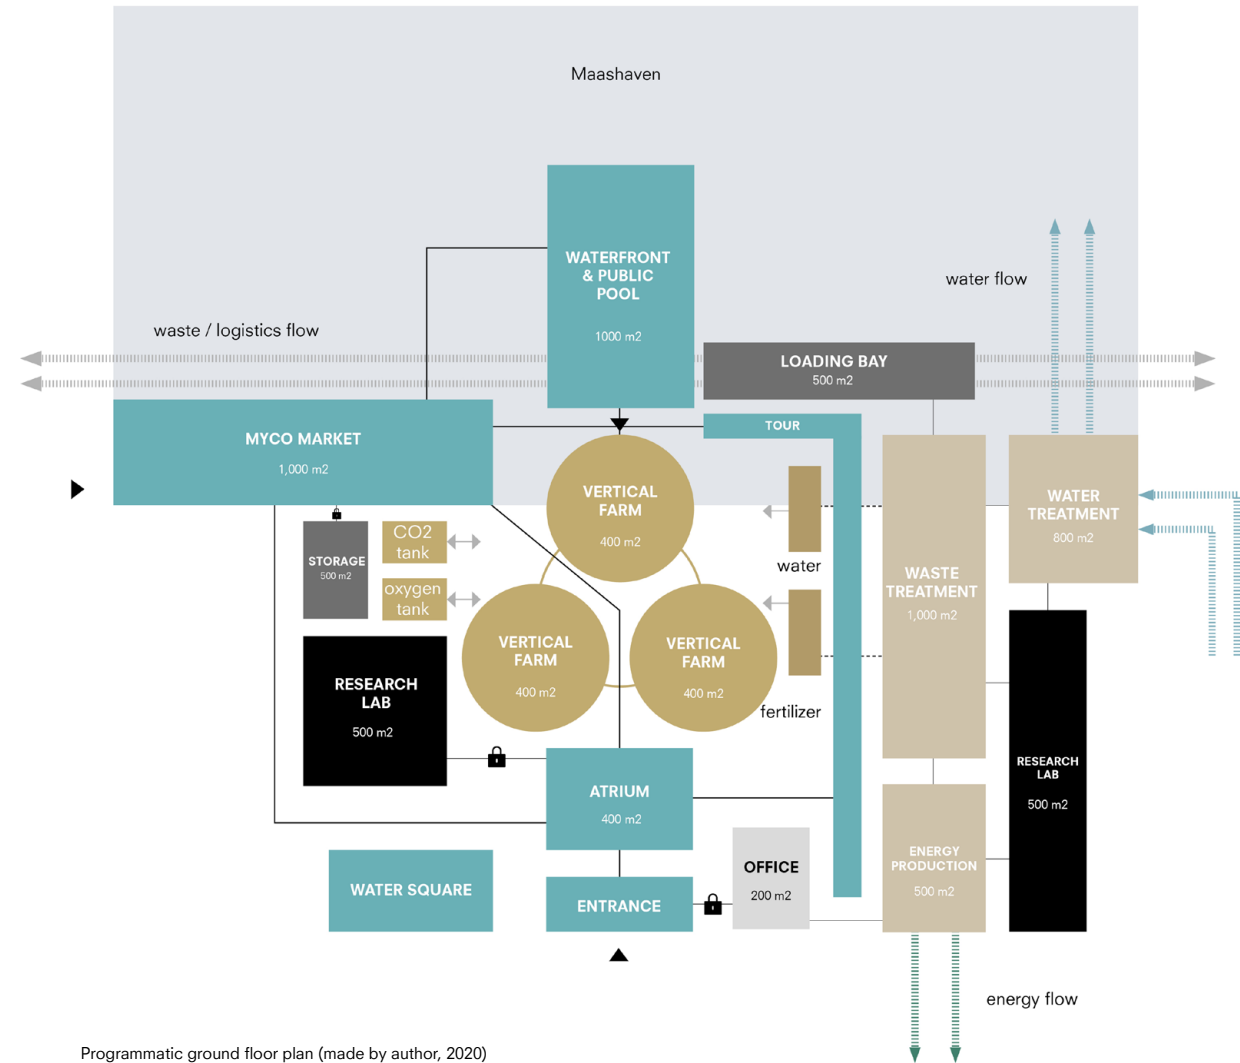 Maashaven
WATERFRONT
& PUBLIC
POOL
1000 m2
water flow
waste / logistics flow
LOADING BAY
500 m2
MYCO MARKET
1,000 m2
TOUR
VERTICAL
FARM
400 m2
WATER
TREATMENT
800 m2
STORAGE
500 m2
CO2
tank
oxygen
tank
water
WASTE
TREATMENT
1,000 m2
VERTICAL
FARM
400 m2
VERTICAL
FARM
400 m2
fertilizer
RESEARCH
LAB
500 m2
RESEARCH
LAB
500 m2
ATRIUM
400 m2
ENERGY
PRODUCTION
500 m2
OFFICE
200 m2
WATER SQUARE
ENTRANCE
energy flow
Programmatic ground floor plan (made by author, 2020)